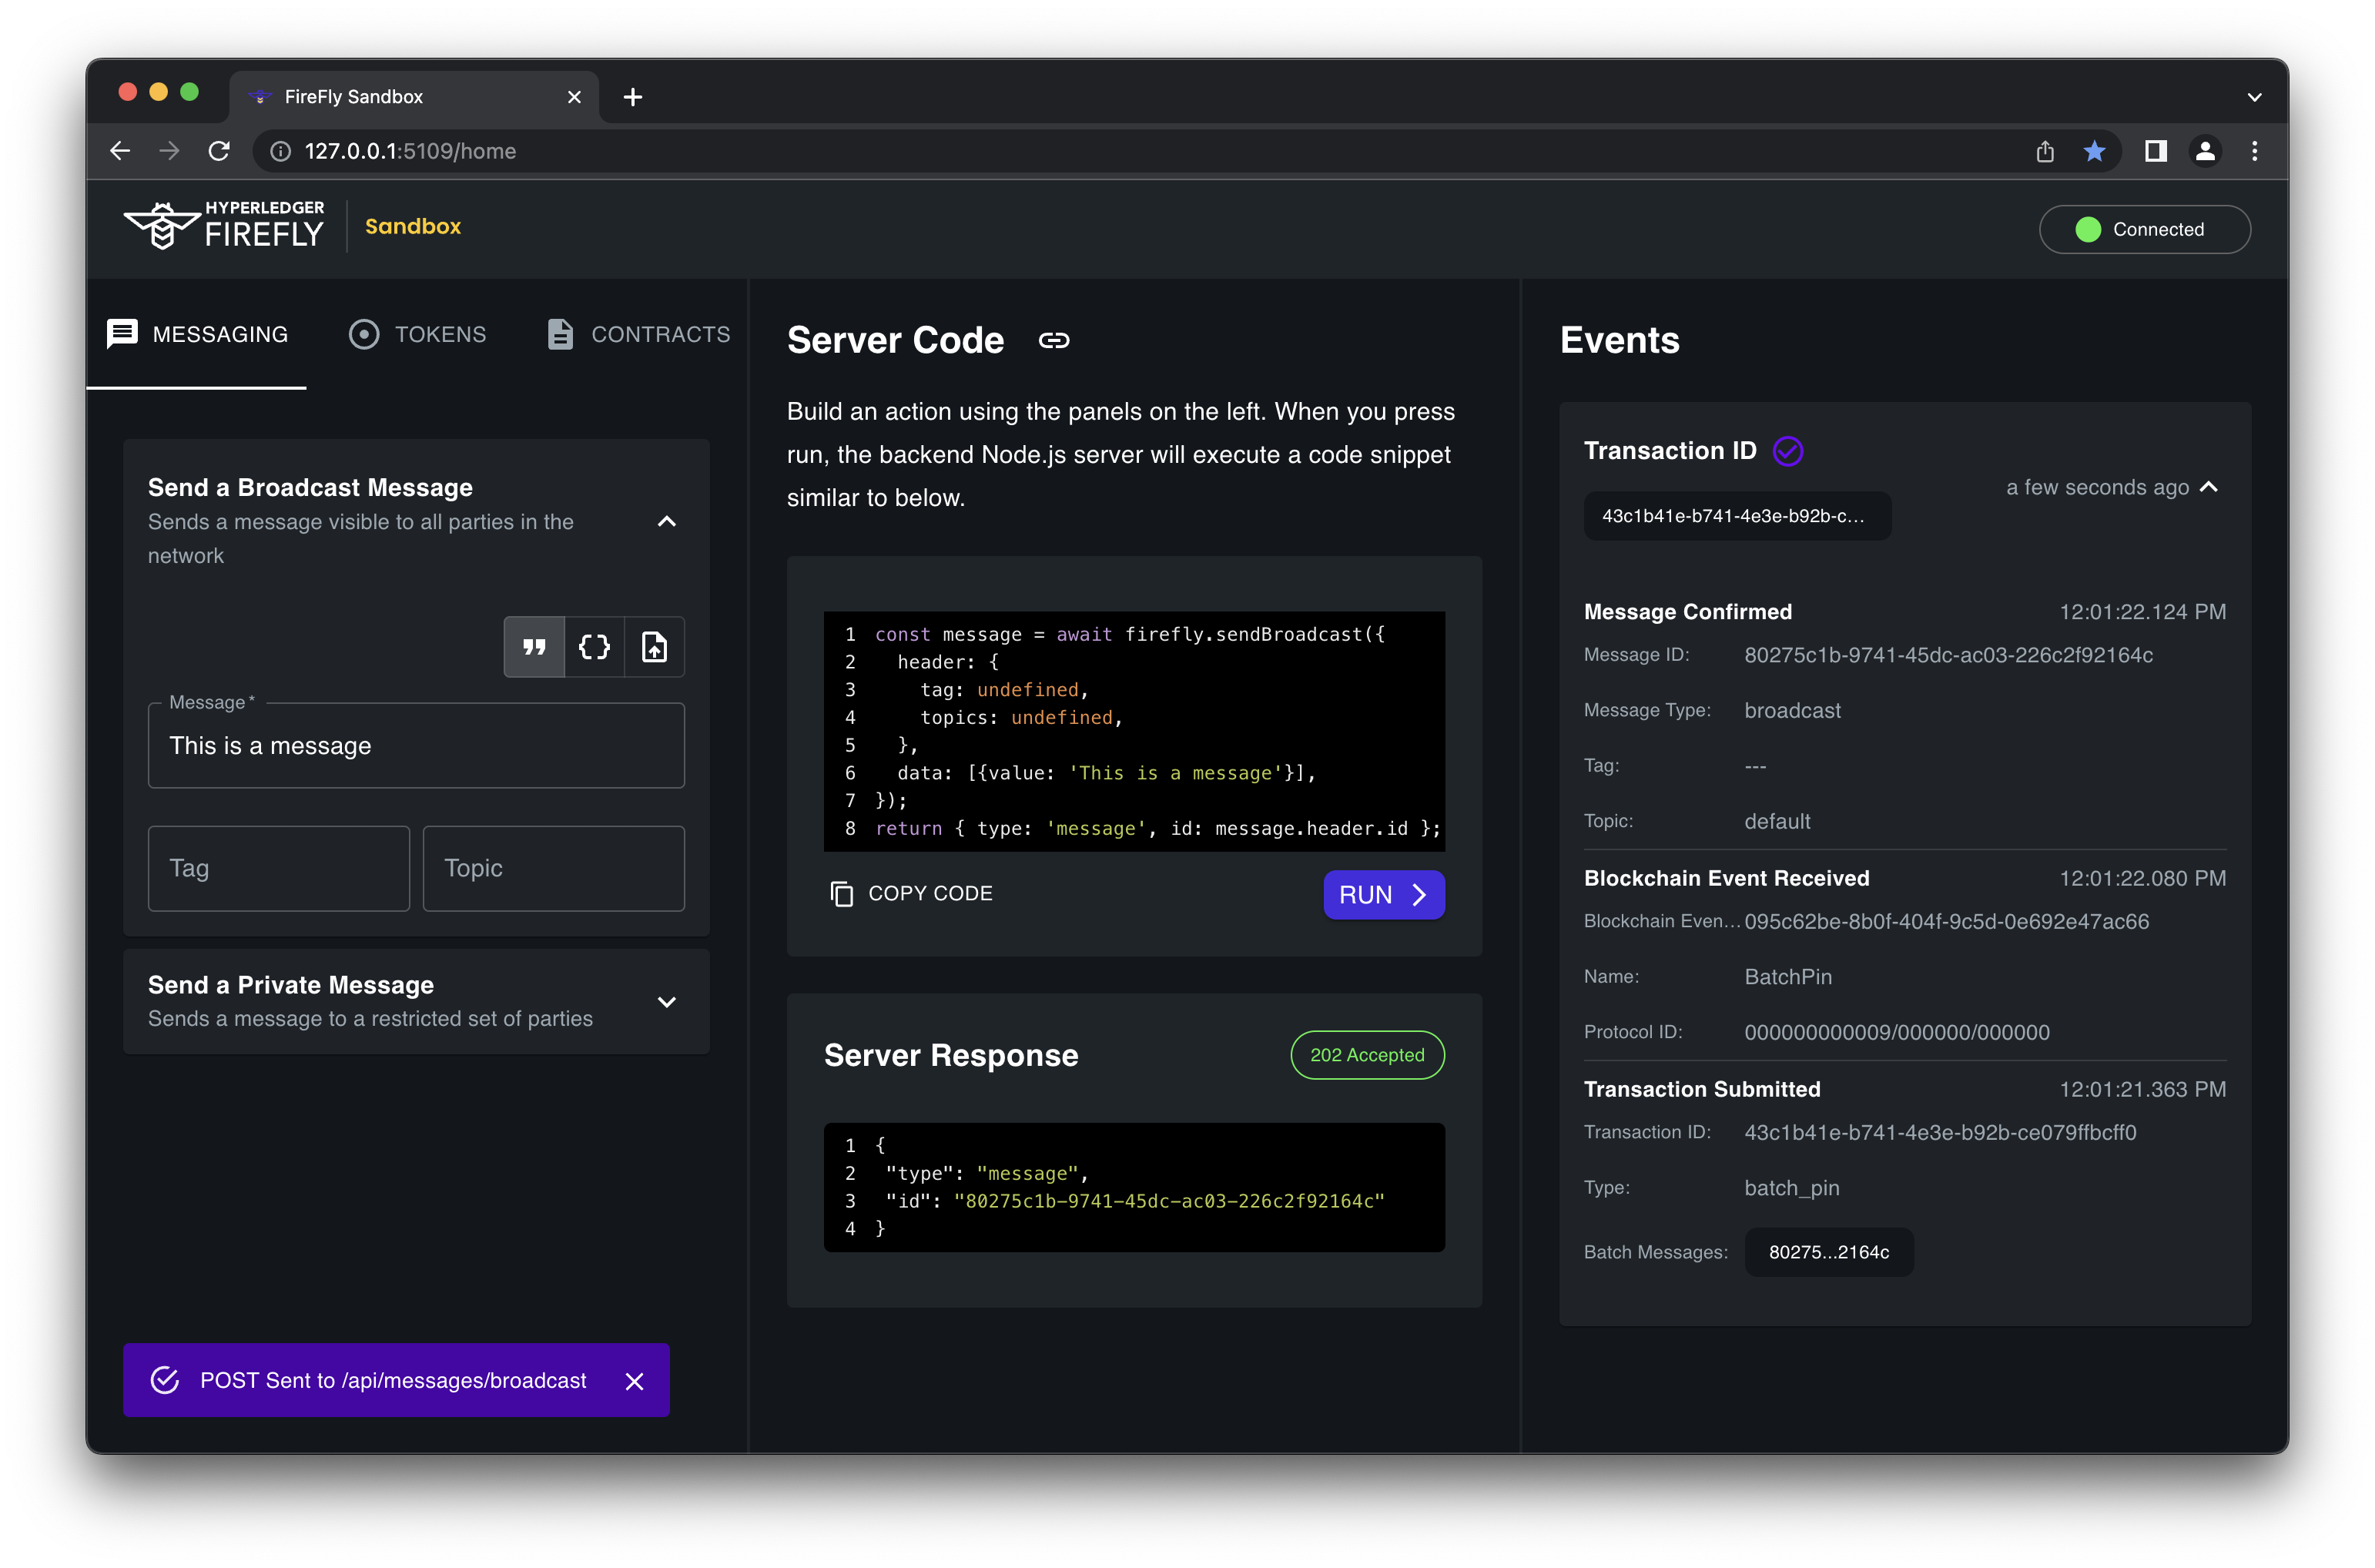 FireFly Sandbox
127.0.0.1:5109/home
HYPERLEDGER
FIREFLY
Sandbox
Connected
MESSAGING
TOKENS
CONTRACTS
Send a Broadcast Message
Sends a message visible to all parties in the
network
Message*
This is a message
Tag
Topic
Send a Private Message
Sends a message to a restricted set of parties
POST Sent to /api/messages/broadcast
Server Code
Build an action using the panels on the left. When you press
run, the backend Node.js server will execute a code snippet
similar to below.
1 const message = await firefly.sendBroadcast({
2   header: {
3     tag: undefined,
4     topics: undefined,
5   },
6   data: [{value: 'This is a message'}],
7 });
8 return { type: 'message', id: message.header.id };
COPY CODE
RUN
Server Response
202 Accepted
1 {
2  "type": "message",
3  "id": "80275c1b-9741-45dc-ac03-226c2f92164c"
4 }
Events
Transaction ID
43c1b41e-b741-4e3e-b92b-c...
a few seconds ago
Message Confirmed 12:01:22.124 PM
Message ID: 80275c1b-9741-45dc-ac03-226c2f92164c
Message Type: broadcast
Tag: ---
Topic: default
Blockchain Event Received 12:01:22.080 PM
Blockchain Even... 095c62be-8b0f-404f-9c5d-0e692e47ac66
Name: BatchPin
Protocol ID: 000000000009/000000/000000
Transaction Submitted 12:01:21.363 PM
Transaction ID: 43c1b41e-b741-4e3e-b92b-ce079ffbcff0
Type: batch_pin
Batch Messages: 80275...2164c